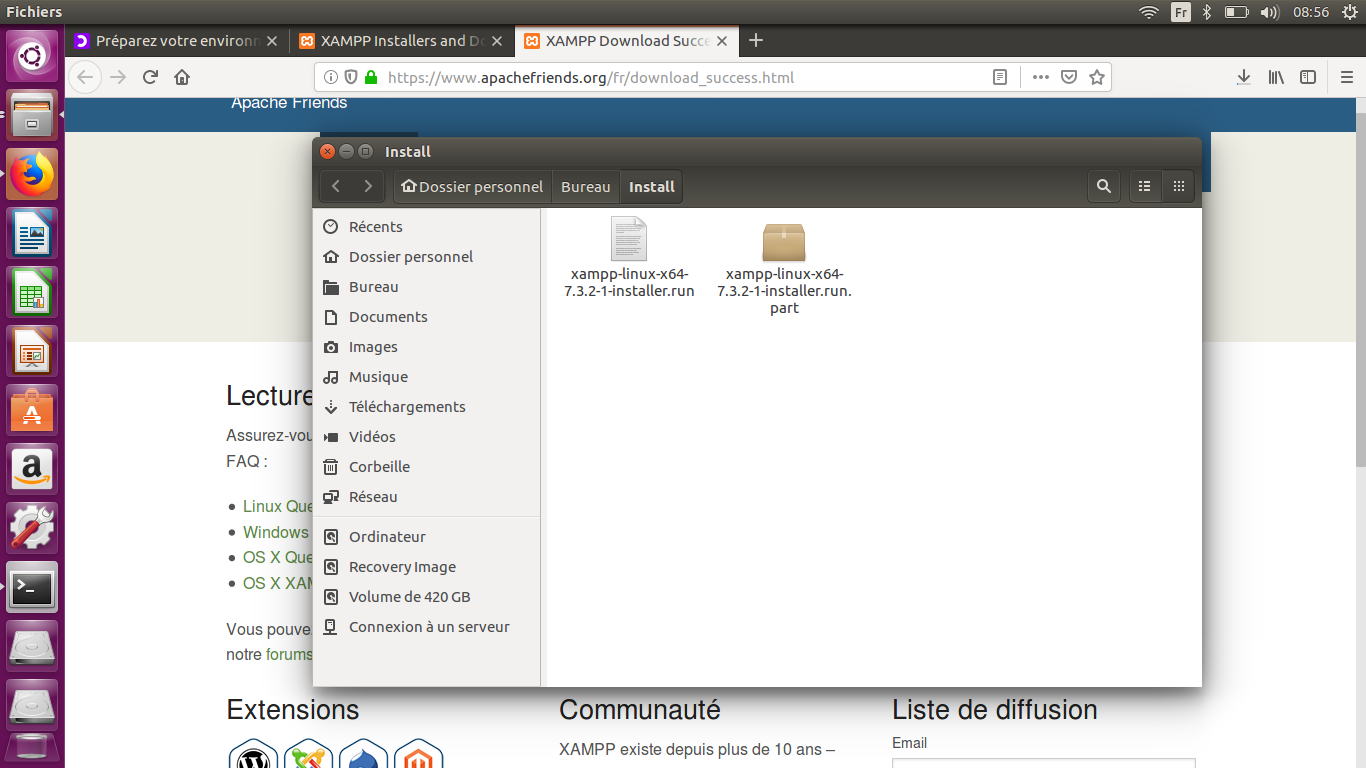 Fichiers
Fr
08:56
Préparez votre environn
XAMPP Installers and Do
XAMPP Download Succe
https://www.apachefriends.org/fr/download_success.html
Apache Friends
Install
Dossier personnel
Bureau
Install
Récents
Dossier personnel
Bureau
Documents
Images
Musique
Téléchargements
Vidéos
Corbeille
Réseau
Ordinateur
Recovery Image
Volume de 420 GB
Connexion à un serveur
xampp-linux-x64-
7.3.2-1-installer.run
xampp-linux-x64-
7.3.2-1-installer.run.
part
Lecture
Assurez-vou
FAQ :
Linux Que
Windows
OS X Que
OS X XAM
Vous pouvez
notre forums
Extensions
Communauté
XAMPP existe depuis plus de 10 ans –
Liste de diffusion
Email